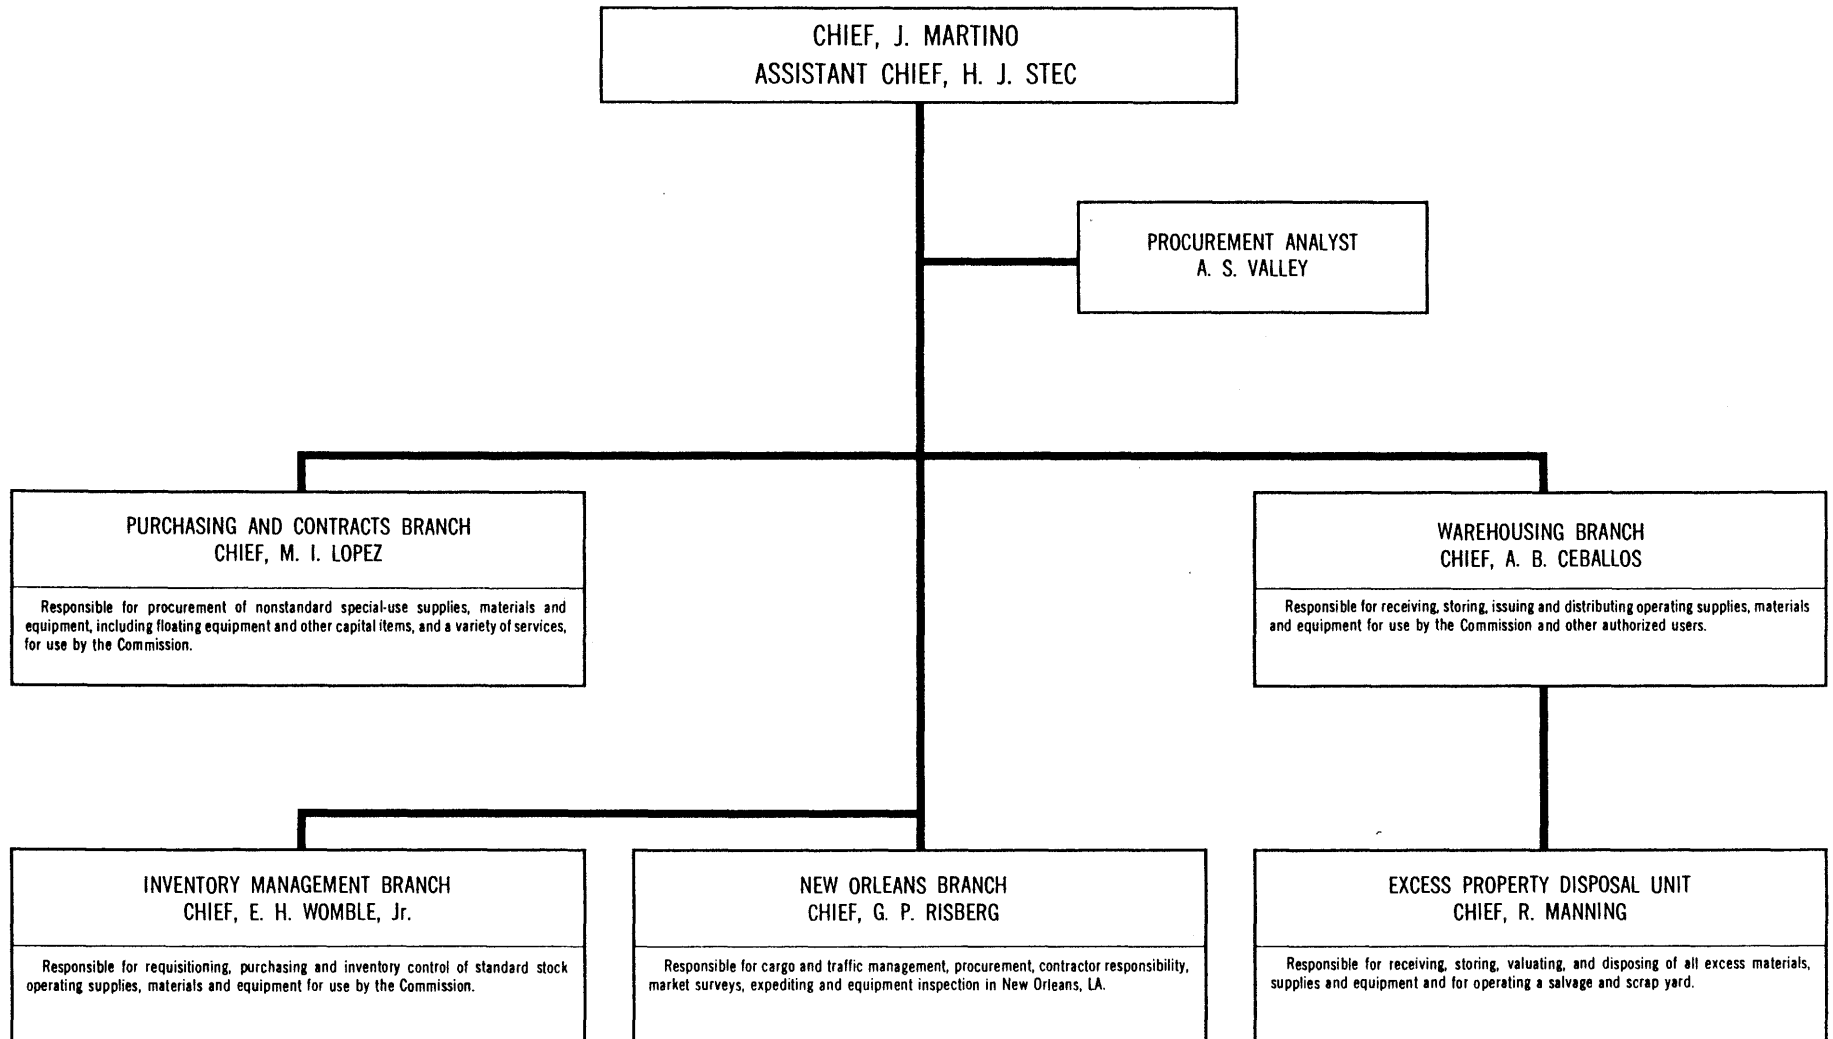 CHIEF, J. MARTINO
ASSISTANT CHIEF, H. J. STEC
PROCUREMENT ANALYST
A. S. VALLEY
PURCHASING AND CONTRACTS BRANCH
CHIEF, M. I. LOPEZ
Responsible for procurement of nonstandard special-use supplies, materials and
equipment, including floating equipment and other capital items, and a variety of services,
for use by the Commission.
WAREHOUSING BRANCH
CHIEF, A. B. CEBALLOS
Responsible for receiving, storing, issuing and distributing operating supplies, materials
and equipment for use by the Commission and other authorized users.
INVENTORY MANAGEMENT BRANCH
CHIEF, E. H. WOMBLE, Jr.
Responsible for requisitioning, purchasing and inventory control of standard stock
operating supplies, materials and equipment for use by the Commission.
NEW ORLEANS BRANCH
CHIEF, G. P. RISBERG
Responsible for cargo and traffic management, procurement, contractor responsibility,
market surveys, expediting and equipment inspection in New Orleans, LA.
EXCESS PROPERTY DISPOSAL UNIT
CHIEF, R. MANNING
Responsible for receiving, storing, valuating, and disposing of all excess materials,
supplies and equipment and for operating a salvage and scrap yard.